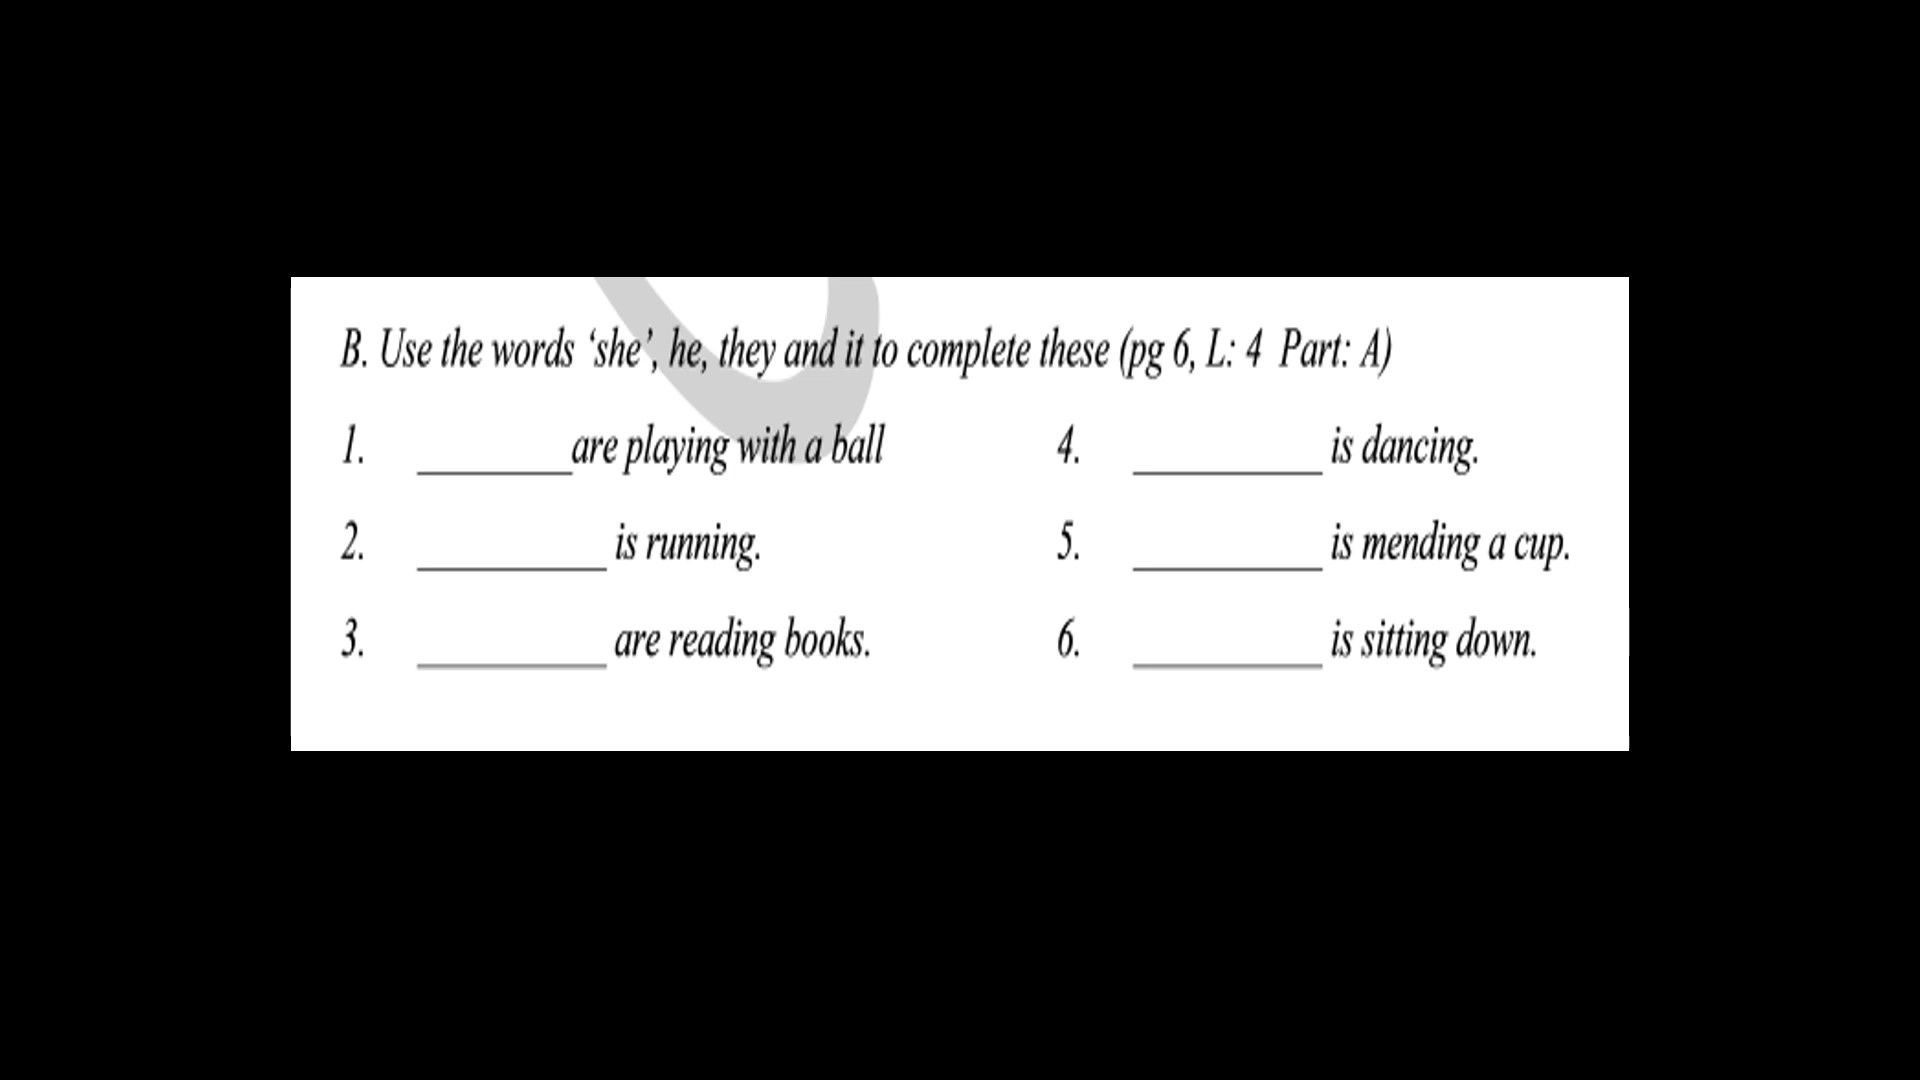 B. Use the words ‘she’, he, they and it to complete these (pg 6, L: 4 Part: A)
1. ________are playing with a ball
2. __________ is running.
3. __________ are reading books.
4. __________ is dancing.
5. __________ is mending a cup.
6. __________ is sitting down.